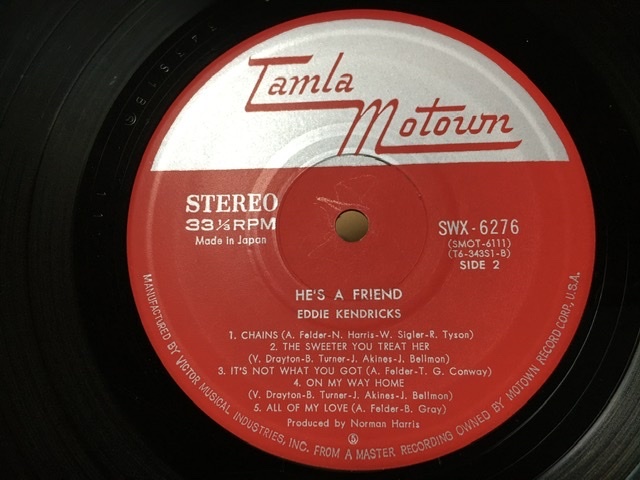 Tamla
Motown
STEREO
33⅓RPM
Made in Japan
SWX-6276
(SMOT-6111)
(T6-343S1-B)
SIDE 2
HE'S A FRIEND
EDDIE KENDRICKS
1. CHAINS (A. Felder-N. Harris-W. Sigler-R. Tyson)
2. THE SWEETER YOU TREAT HER
(V. Drayton-B. Turner-J. Akines-J. Bellmon)
3. IT'S NOT WHAT YOU GOT (A. Felder-T. G. Conway)
4. ON MY WAY HOME
(V. Drayton-B. Turner-J. Akines-J. Bellmon)
5. ALL OF MY LOVE (A. Felder-B. Gray)
Produced by Norman Harris
MANUFACTURED BY VICTOR MUSICAL INDUSTRIES, INC. FROM A MASTER RECORDING OWNED BY MOTOWN RECORD CORP., U.S.A.